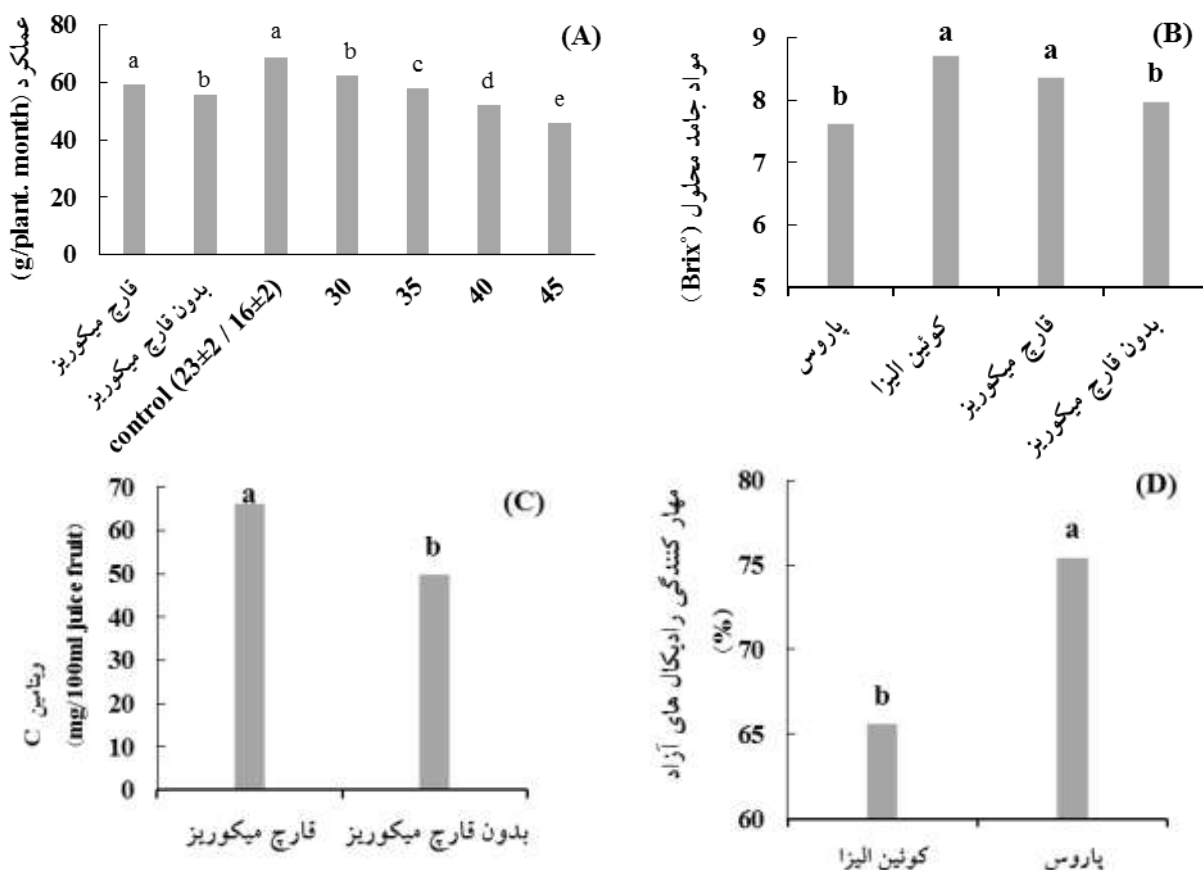 (A)
عملکرد (g/plant. month)
80
60
40
20
0
a
b
a
b
c
d
e
قارچ میکوریز
بدون قارچ میکوریز
control (23±2 / 16±2)
30
35
40
45
(B)
مواد جامد محلول (Brix°)
9
8
7
6
5
b
a
a
b
پاروس
کوئین الیزا
قارچ میکوریز
بدون قارچ میکوریز
(C)
ویتامین C
(mg/100ml juice fruit)
70
60
50
40
30
20
10
0
a
b
قارچ میکوریز
بدون قارچ میکوریز
(D)
مهار کنندگی رادیکال های آزاد
(%)
80
75
70
65
60
b
a
کوئین الیزا
پاروس